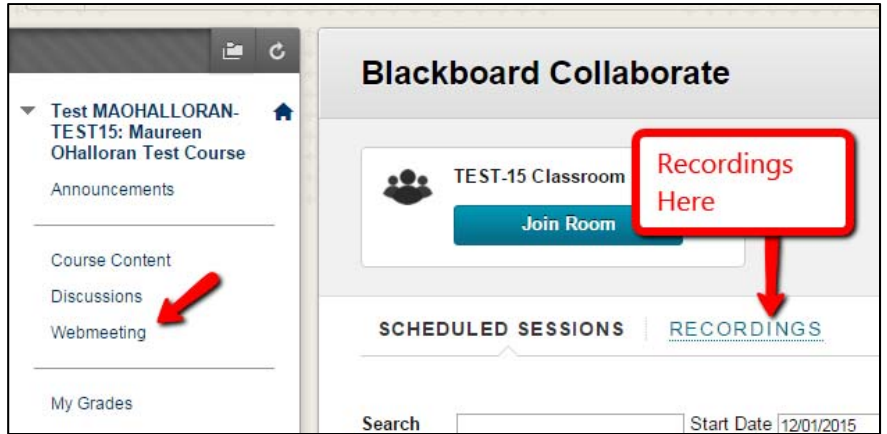 Test MAOHALLORAN-
TEST15: Maureen
OHalloran Test Course
Announcements
Course Content
Discussions
Webmeeting
My Grades
Blackboard Collaborate
TEST-15 Classroom
Join Room
Recordings
Here
SCHEDULED SESSIONS RECORDINGS
Search Start Date 12/01/2015